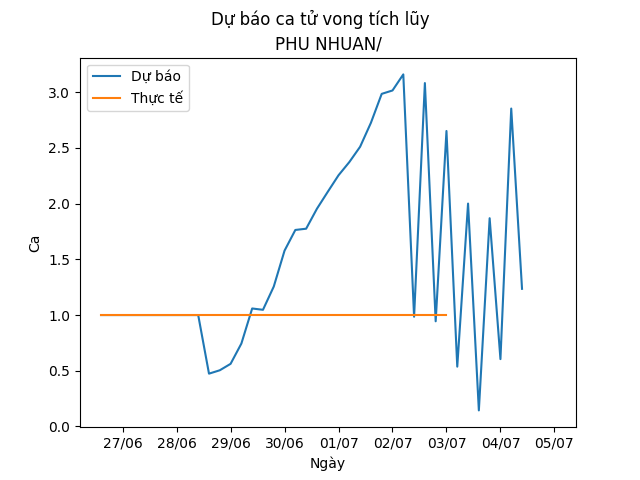 Dự báo ca tử vong tích lũy
PHU NHUAN/
Dự báo
Thực tế
3.0
2.5
2.0
1.5
1.0
0.5
0.0
Ca
27/06 28/06 29/06 30/06 01/07 02/07 03/07 04/07 05/07
Ngày